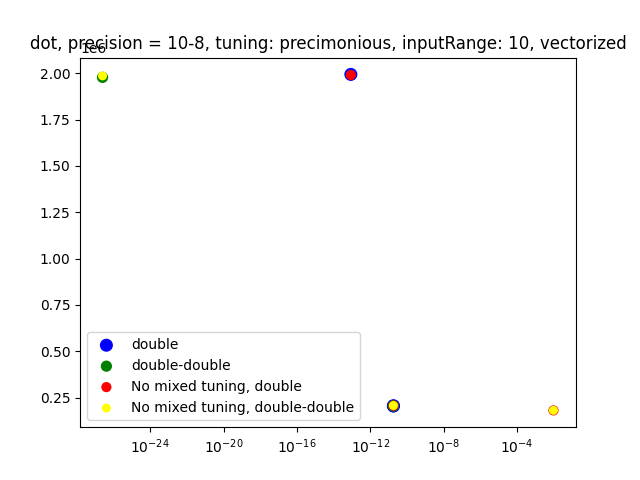 dot, precision = 10-8, tuning: precimonious, inputRange: 10, vectorized
1e6
2.00
1.75
1.50
1.25
1.00
0.75
0.50
0.25
double
double-double
No mixed tuning, double
No mixed tuning, double-double
10⁻²⁴ 10⁻²⁰ 10⁻¹⁶ 10⁻¹² 10⁻⁸ 10⁻⁴